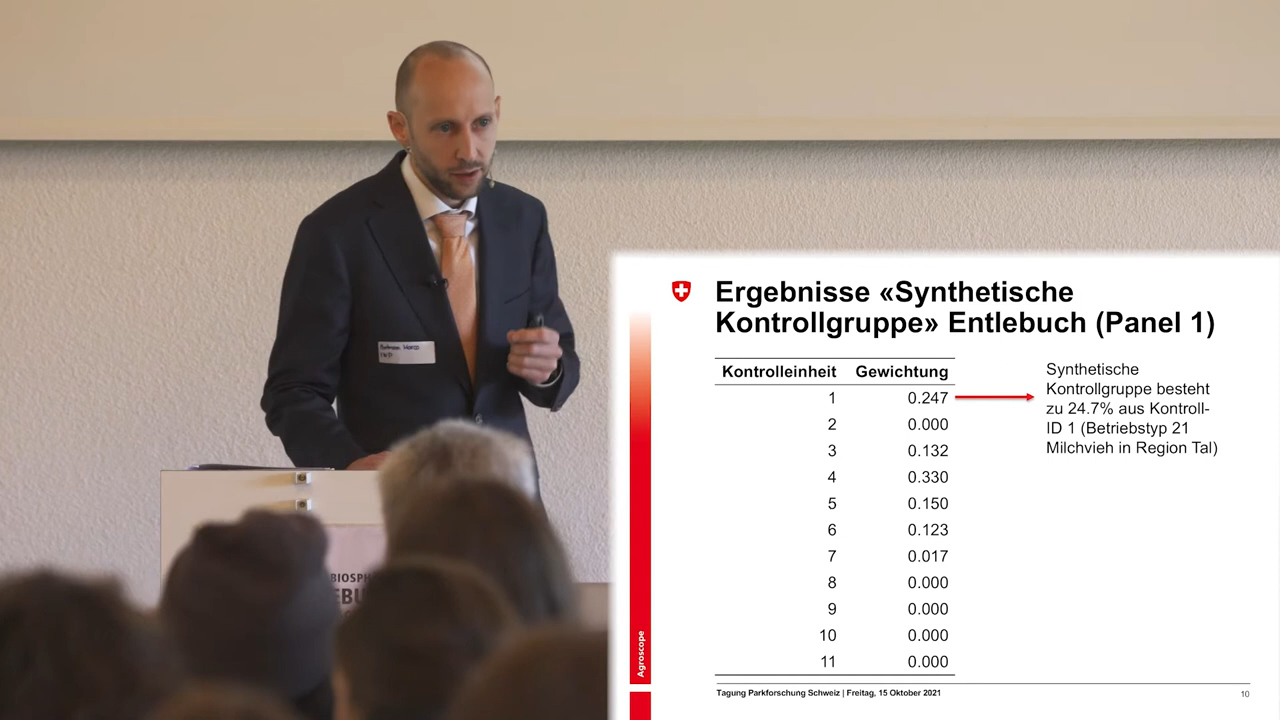 BIOSPH
EBU
Ergebnisse «Synthetische
Kontrollgruppe» Entlebuch (Panel 1)
Kontrolleinheit Gewichtung
1 0.247
2 0.000
3 0.132
4 0.330
5 0.150
6 0.123
7 0.017
8 0.000
9 0.000
10 0.000
11 0.000
Synthetische
Kontrollgruppe besteht
zu 24.7% aus Kontroll-
ID 1 (Betriebstyp 21
Milchvieh in Region Tal)
Agroscope
Tagung Parkforschung Schweiz | Freitag, 15 Oktober 2021
10